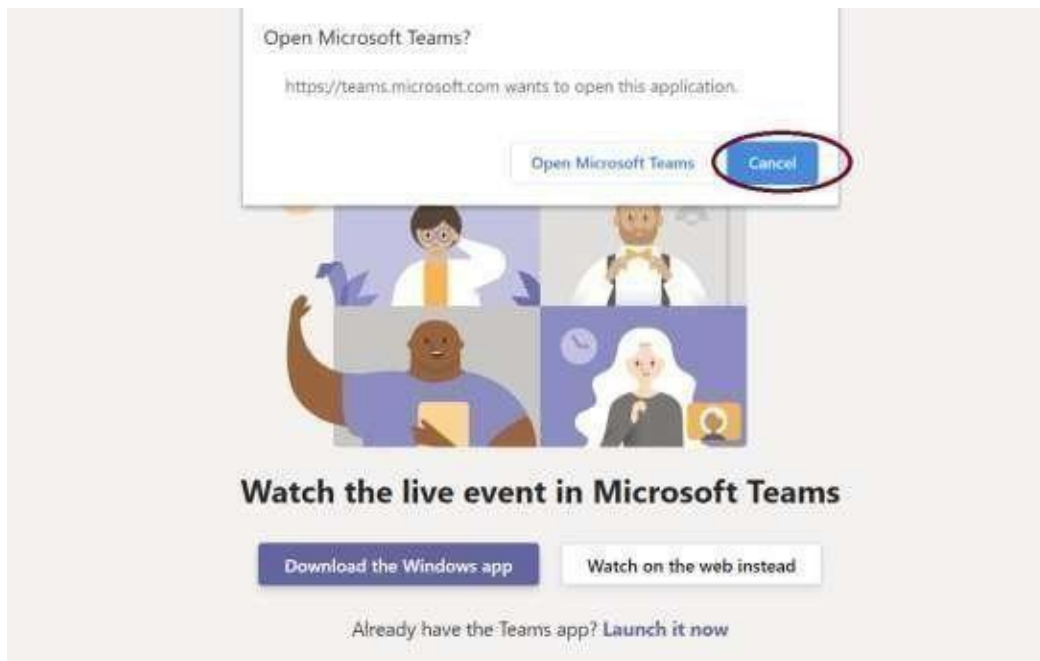 Open Microsoft Teams?
https://teams.microsoft.com wants to open this application.
Open Microsoft Teams Cancel
Watch the live event in Microsoft Teams
Download the Windows app Watch on the web instead
Already have the Teams app? Launch it now